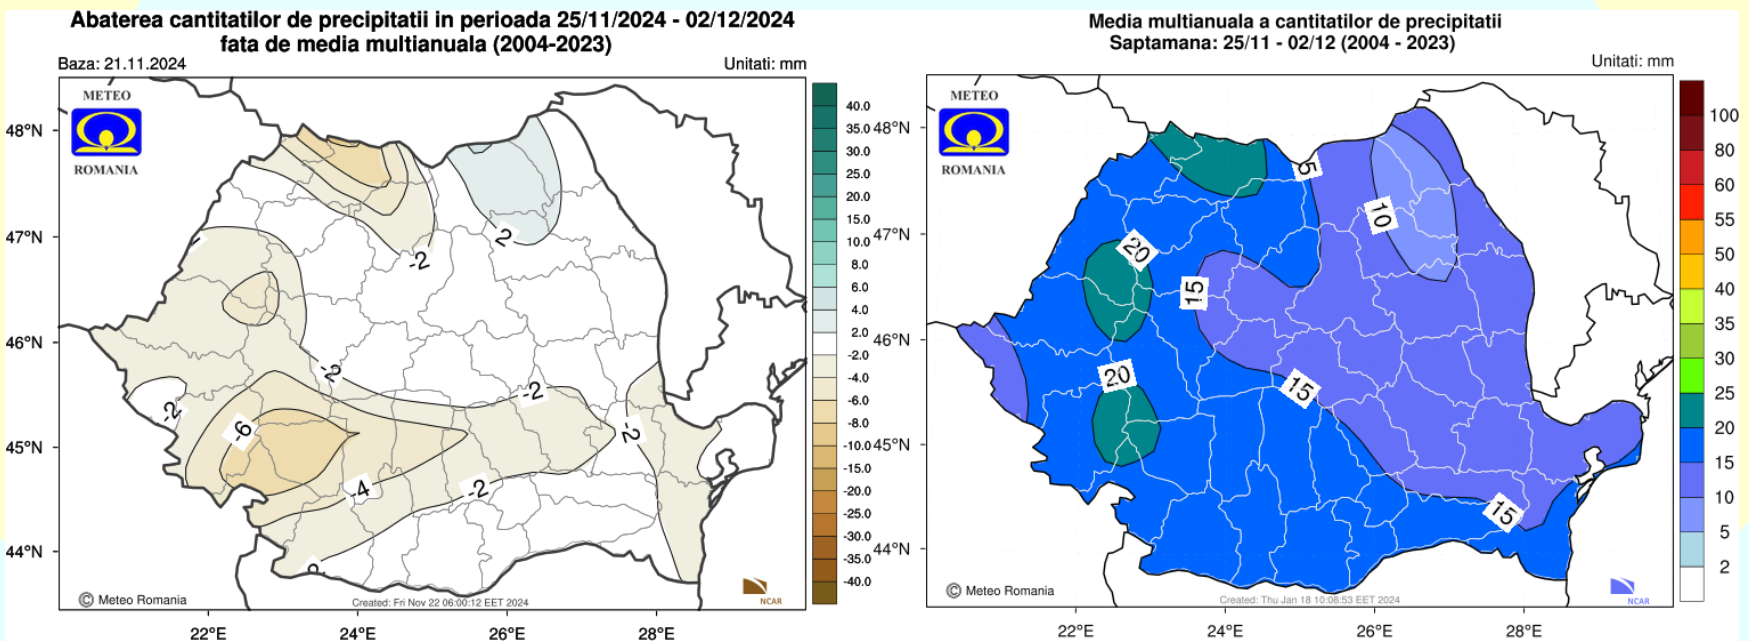 Abaterea cantitatilor de precipitatii in perioada 25/11/2024 - 02/12/2024
fata de media multianuala (2004-2023)
Baza: 21.11.2024
Unitati: mm
METEO
ROMANIA
48°N
47°N
46°N
45°N
44°N
22°E
24°E
26°E
28°E
-2
2
-2
-2
-2
-2
-6
-4
-2
40.0
35.0
30.0
25.0
20.0
15.0
10.0
8.0
6.0
4.0
2.0
-2.0
-4.0
-6.0
-8.0
-10.0
-15.0
-20.0
-25.0
-30.0
-35.0
-40.0
© Meteo Romania
Created: Fri Nov 22 06:00:12 EET 2024
NCAR
Media multianuala a cantitatilor de precipitatii
Saptamana: 25/11 - 02/12 (2004 - 2023)
Unitati: mm
METEO
ROMANIA
48°N
47°N
46°N
45°N
44°N
22°E
24°E
26°E
28°E
5
10
20
15
20
15
15
100
80
60
55
50
40
35
30
25
20
15
10
5
2
© Meteo Romania
Created: Thu Jan 18 10:08:53 EET 2024
NCAR